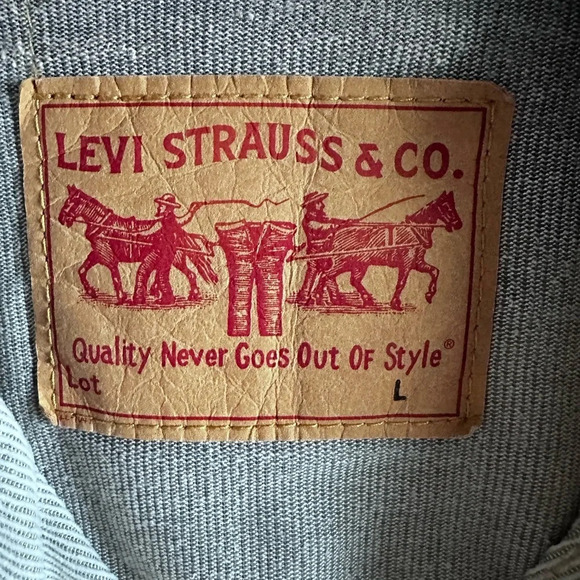 LEVI STRAUSS & CO.
Quality Never Goes Out Of Style®
Lot L